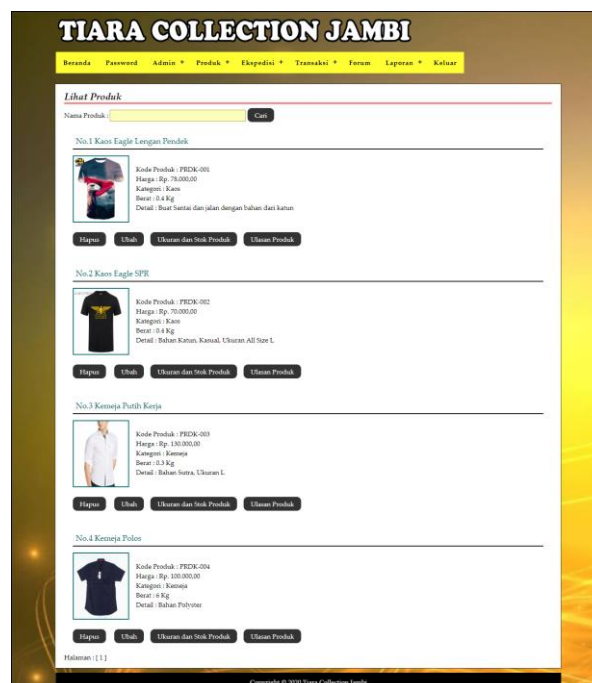 TIARA COLLECTION JAMBI
Beranda Password Admin Produk Ekspedisi Transaksi Forum Laporan Keluar
Lihat Produk
Nama Produk : Cari
No.1 Kaos Eagle Lengan Pendek
Kode Produk : PRDK-001
Harga : Rp. 78.000,00
Kategori : Kaos
Berat : 0.4 Kg
Detail : Buat Santai dan jalan dengan bahan dari katun
Hapus Ubah Ukuran dan Stok Produk Ulasan Produk
No.2 Kaos Eagle SPR
Kode Produk : PRDK-002
Harga : Rp. 70.000,00
Kategori : Kaos
Berat : 0.4 Kg
Detail : Bahan Katun, Kasual, Ukuran All Size L
Hapus Ubah Ukuran dan Stok Produk Ulasan Produk
No.3 Kemeja Putih Kerja
Kode Produk : PRDK-003
Harga : Rp. 130.000,00
Kategori : Kemeja
Berat : 0.3 Kg
Detail : Bahan Sutra, Ukuran L
Hapus Ubah Ukuran dan Stok Produk Ulasan Produk
No.4 Kemeja Polos
Kode Produk : PRDK-004
Harga : Rp. 100.000,00
Kategori : Kemeja
Berat : 6 Kg
Detail : Bahan Polyster
Hapus Ubah Ukuran dan Stok Produk Ulasan Produk
Halaman : [ 1 ]
Copyright © 2020 Tiara Collection Jambi